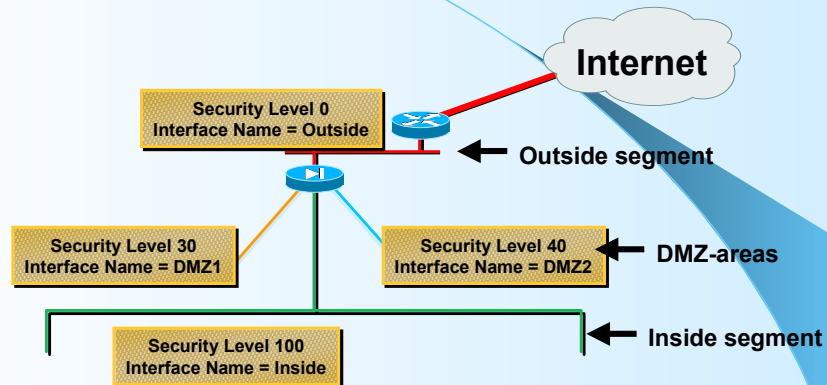 Internet
Security Level 0
Interface Name = Outside
Outside segment
Security Level 30
Interface Name = DMZ1
Security Level 40
Interface Name = DMZ2
DMZ-areas
Inside segment
Security Level 100
Interface Name = Inside